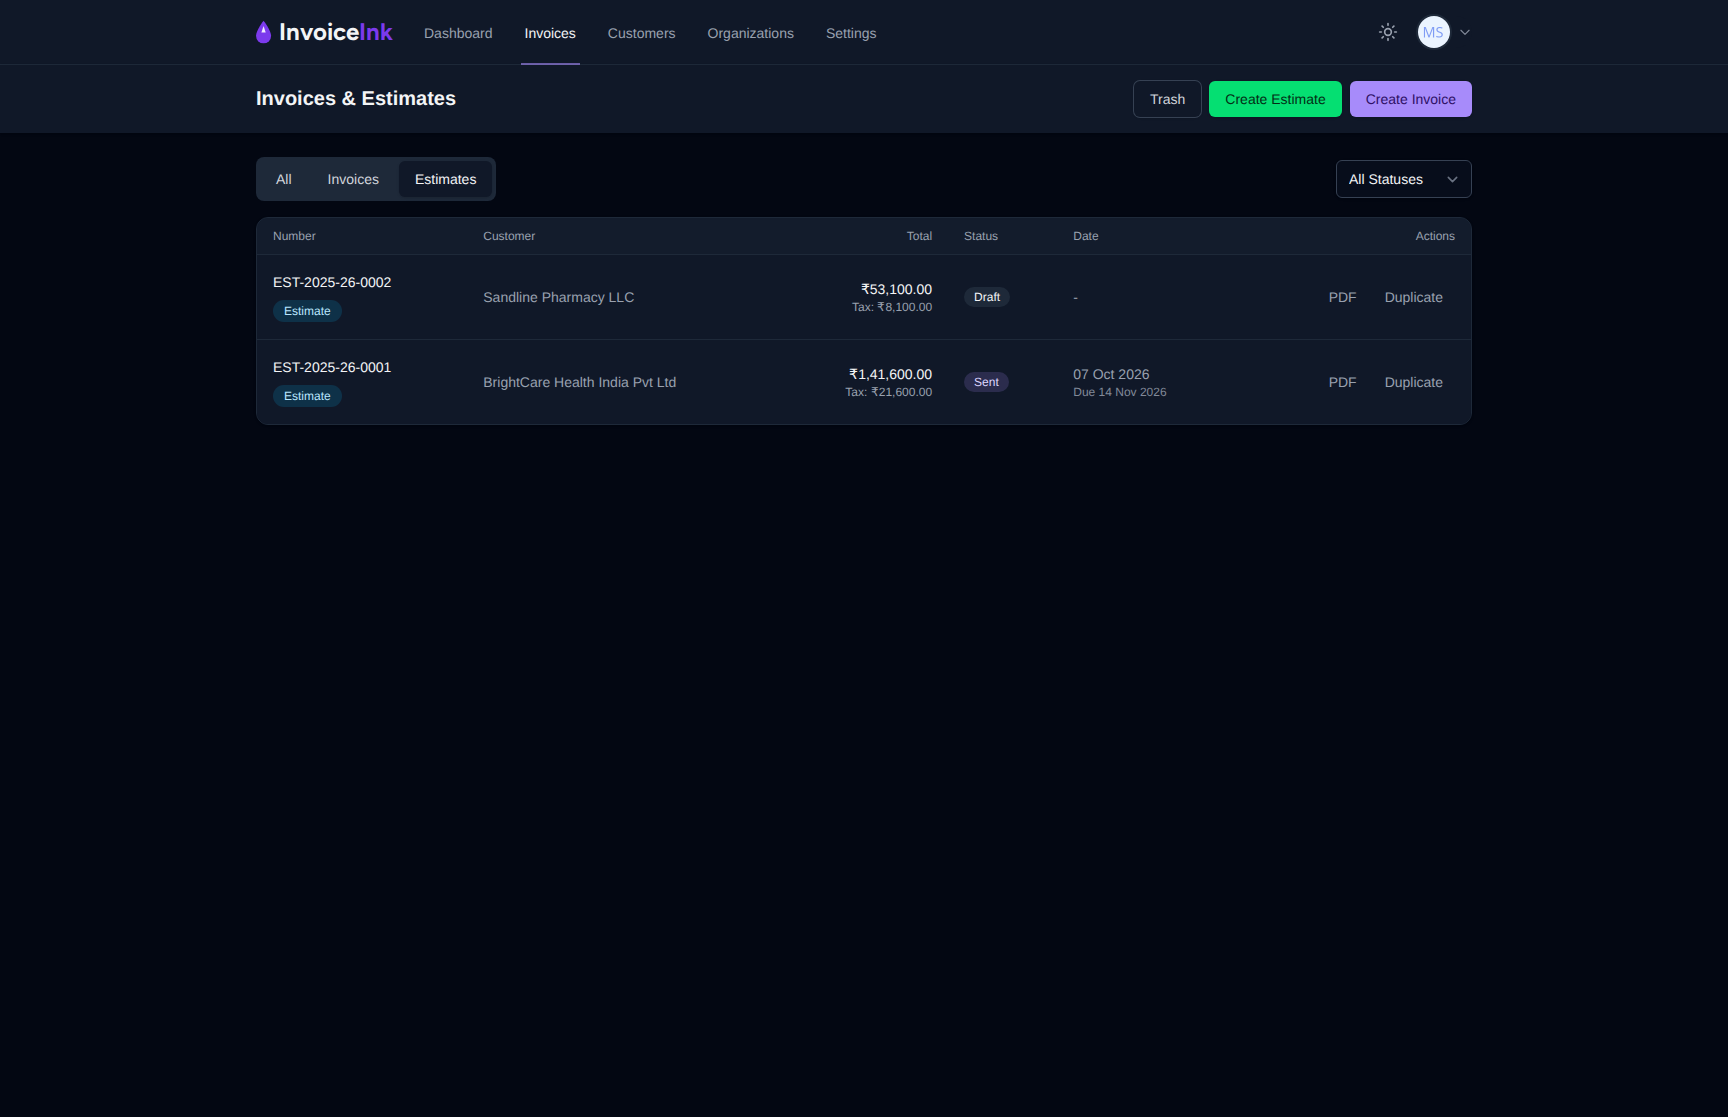 InvoiceInk Dashboard Invoices Customers Organizations Settings MS
Invoices & Estimates Trash Create Estimate Create Invoice
All Invoices Estimates All Statuses
Number Customer Total Status Date Actions
EST-2025-26-0002
Estimate
Sandline Pharmacy LLC
₹53,100.00
Tax: ₹8,100.00
Draft
-
PDF Duplicate
EST-2025-26-0001
Estimate
BrightCare Health India Pvt Ltd
₹1,41,600.00
Tax: ₹21,600.00
Sent
07 Oct 2026
Due 14 Nov 2026
PDF Duplicate